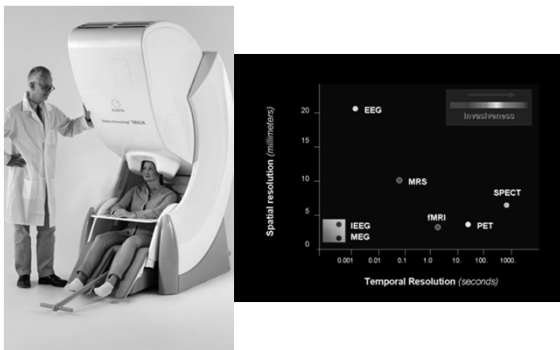 20
15
10
5
0
Spatial resolution (millimeters)
EEG
MRS
SPECT
fMRI
PET
IEEG
MEG
Invasiveness
0.001 .01 0.1 1.0 10. 100 1000.
Temporal Resolution (seconds)